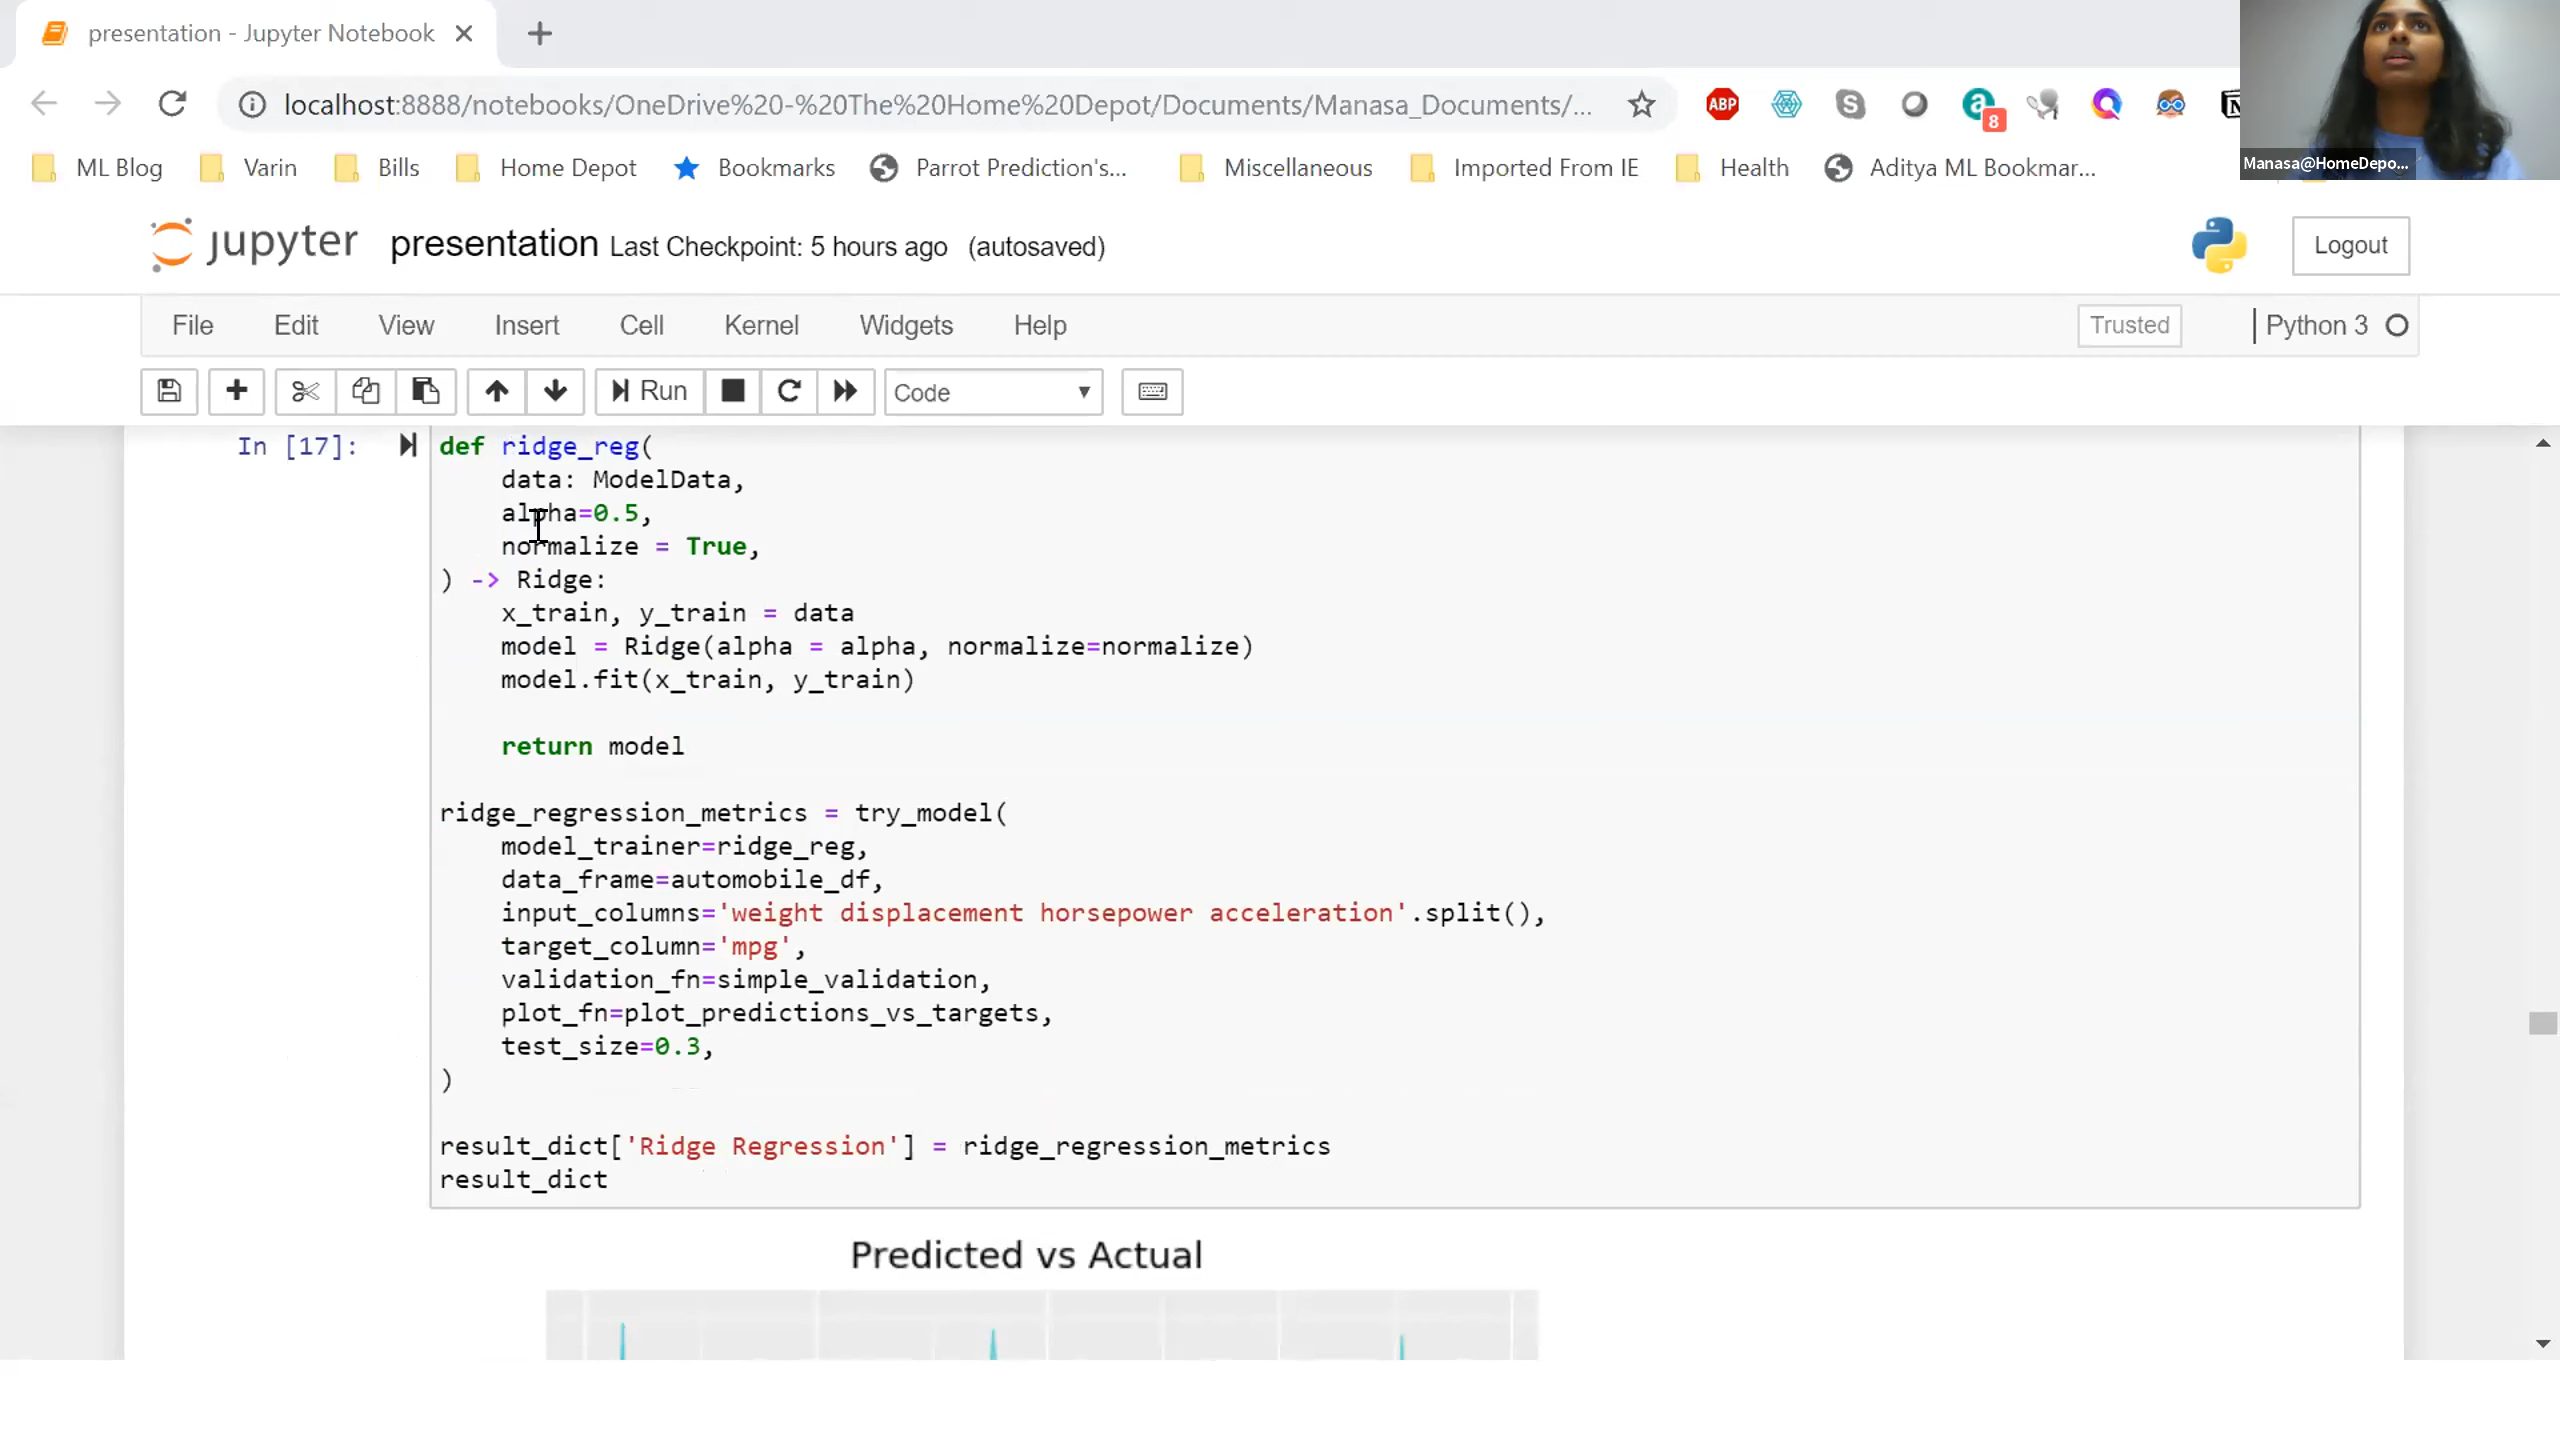 presentation - Jupyter Notebook
localhost:8888/notebooks/OneDrive%20-%20The%20Home%20Depot/Documents/Manasa_Documents/...
ABP
S
a
8
ML Blog Varin Bills Home Depot Bookmarks Parrot Prediction's... Miscellaneous Imported From IE Health Aditya ML Bookmar...
Manasa@HomeDepo...
jupyter presentation Last Checkpoint: 5 hours ago (autosaved)
Logout
File Edit View Insert Cell Kernel Widgets Help
Trusted
Python 3
Run
Code
In [17]:
def ridge_reg(
data: ModelData,
alpha=0.5,
normalize = True,
) -> Ridge:
x_train, y_train = data
model = Ridge(alpha = alpha, normalize=normalize)
model.fit(x_train, y_train)
return model
ridge_regression_metrics = try_model(
model_trainer=ridge_reg,
data_frame=automobile_df,
input_columns='weight displacement horsepower acceleration'.split(),
target_column='mpg',
validation_fn=simple_validation,
plot_fn=plot_predictions_vs_targets,
test_size=0.3,
)
result_dict['Ridge Regression'] = ridge_regression_metrics
result_dict
Predicted vs Actual